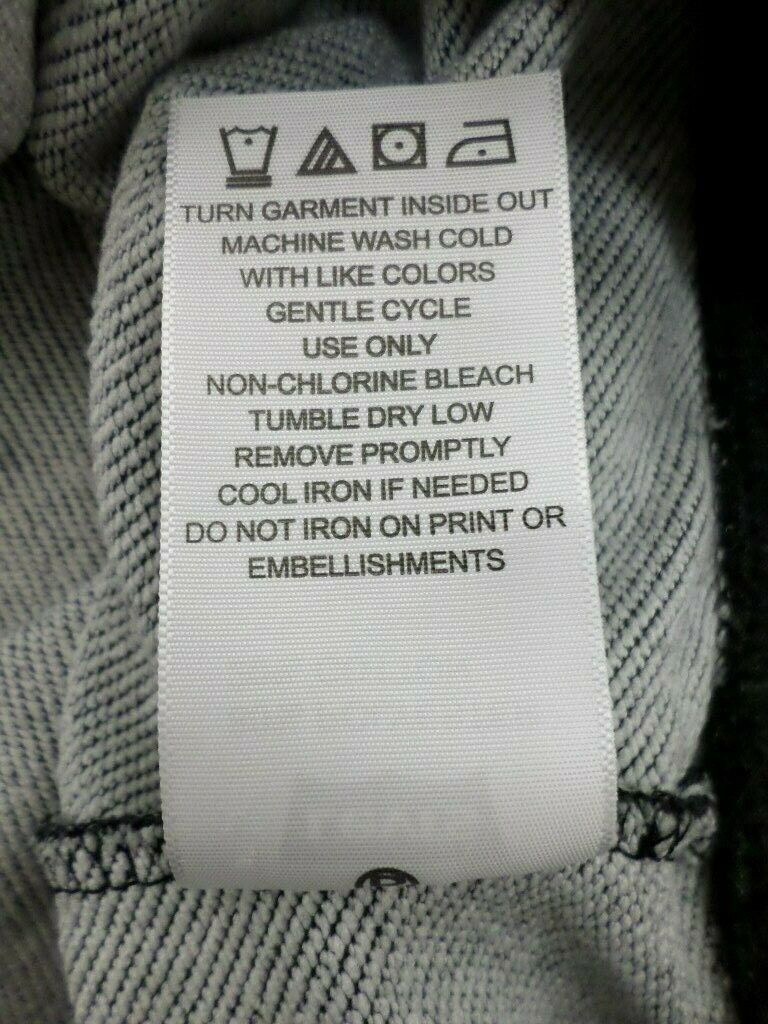 TURN GARMENT INSIDE OUT
MACHINE WASH COLD
WITH LIKE COLORS
GENTLE CYCLE
USE ONLY
NON-CHLORINE BLEACH
TUMBLE DRY LOW
REMOVE PROMPTLY
COOL IRON IF NEEDED
DO NOT IRON ON PRINT OR
EMBELLISHMENTS